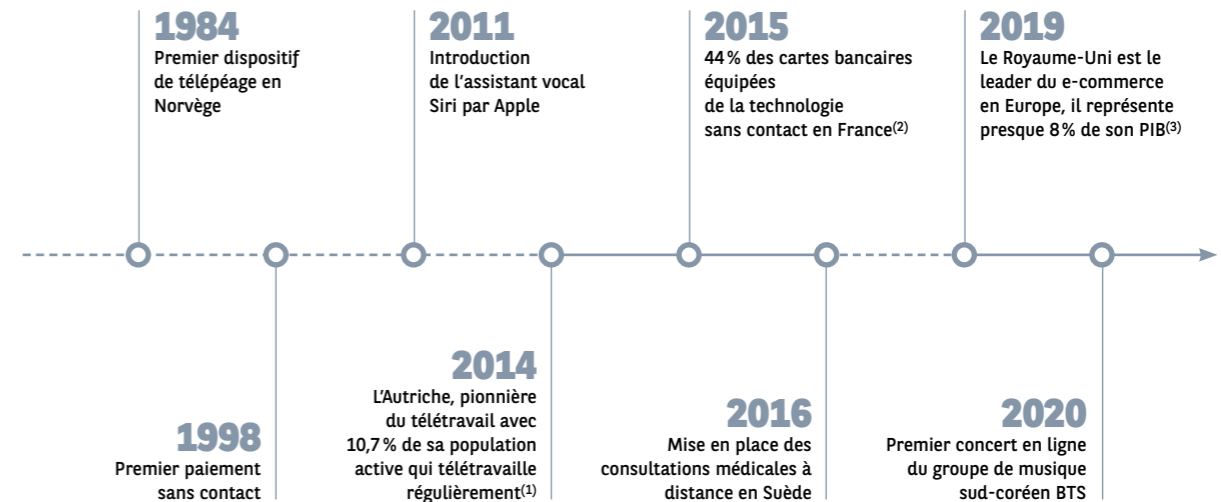 1984
Premier dispositif
de télépéage en
Norvège
2011
Introduction
de l'assistant vocal
Siri par Apple
2015
44 % des cartes bancaires
équipées
de la technologie
sans contact en France(2)
2019
Le Royaume-Uni est le
leader du e-commerce
en Europe, il représente
presque 8 % de son PIB(3)
1998
Premier paiement
sans contact
2014
L'Autriche, pionnière
du télétravail avec
10,7 % de sa population
active qui télétravaille
régulièrement(1)
2016
Mise en place des
consultations médicales à
distance en Suède
2020
Premier concert en ligne
du groupe de musique
sud-coréen BTS